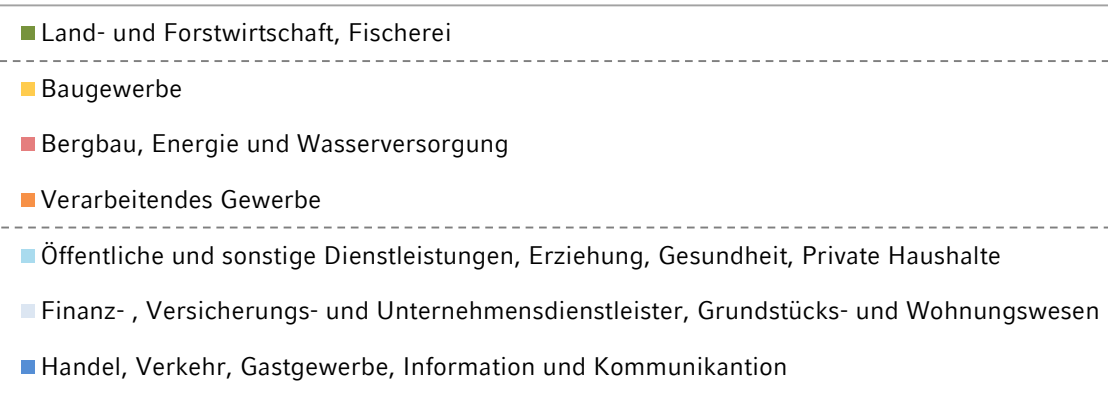 Land- und Forstwirtschaft, Fischerei
Baugewerbe
Bergbau, Energie und Wasserversorgung
Verarbeitendes Gewerbe
Öffentliche und sonstige Dienstleistungen, Erziehung, Gesundheit, Private Haushalte
Finanz- , Versicherungs- und Unternehmensdienstleister, Grundstücks- und Wohnungswesen
Handel, Verkehr, Gastgewerbe, Information und Kommunikantion